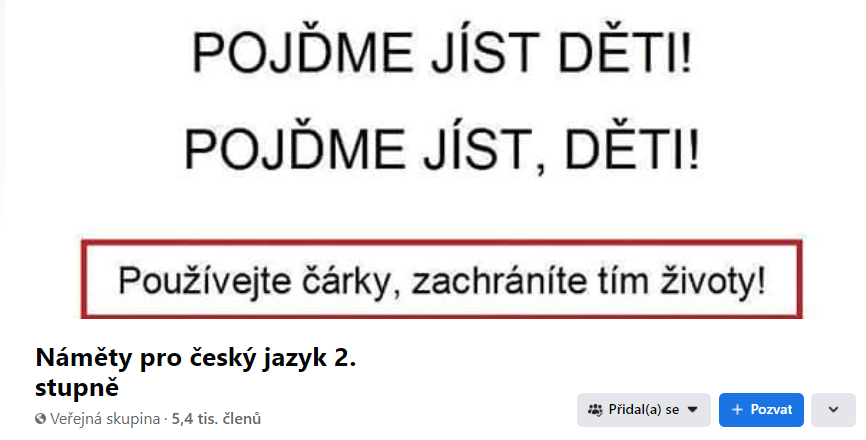 POJĎME JÍST DĚTI!
POJĎME JÍST, DĚTI!
Používejte čárky, zachráníte tím životy!
Náměty pro český jazyk 2.
stupně
Veřejná skupina · 5,4 tis. členů
Přidal(a) se
+ Pozvat